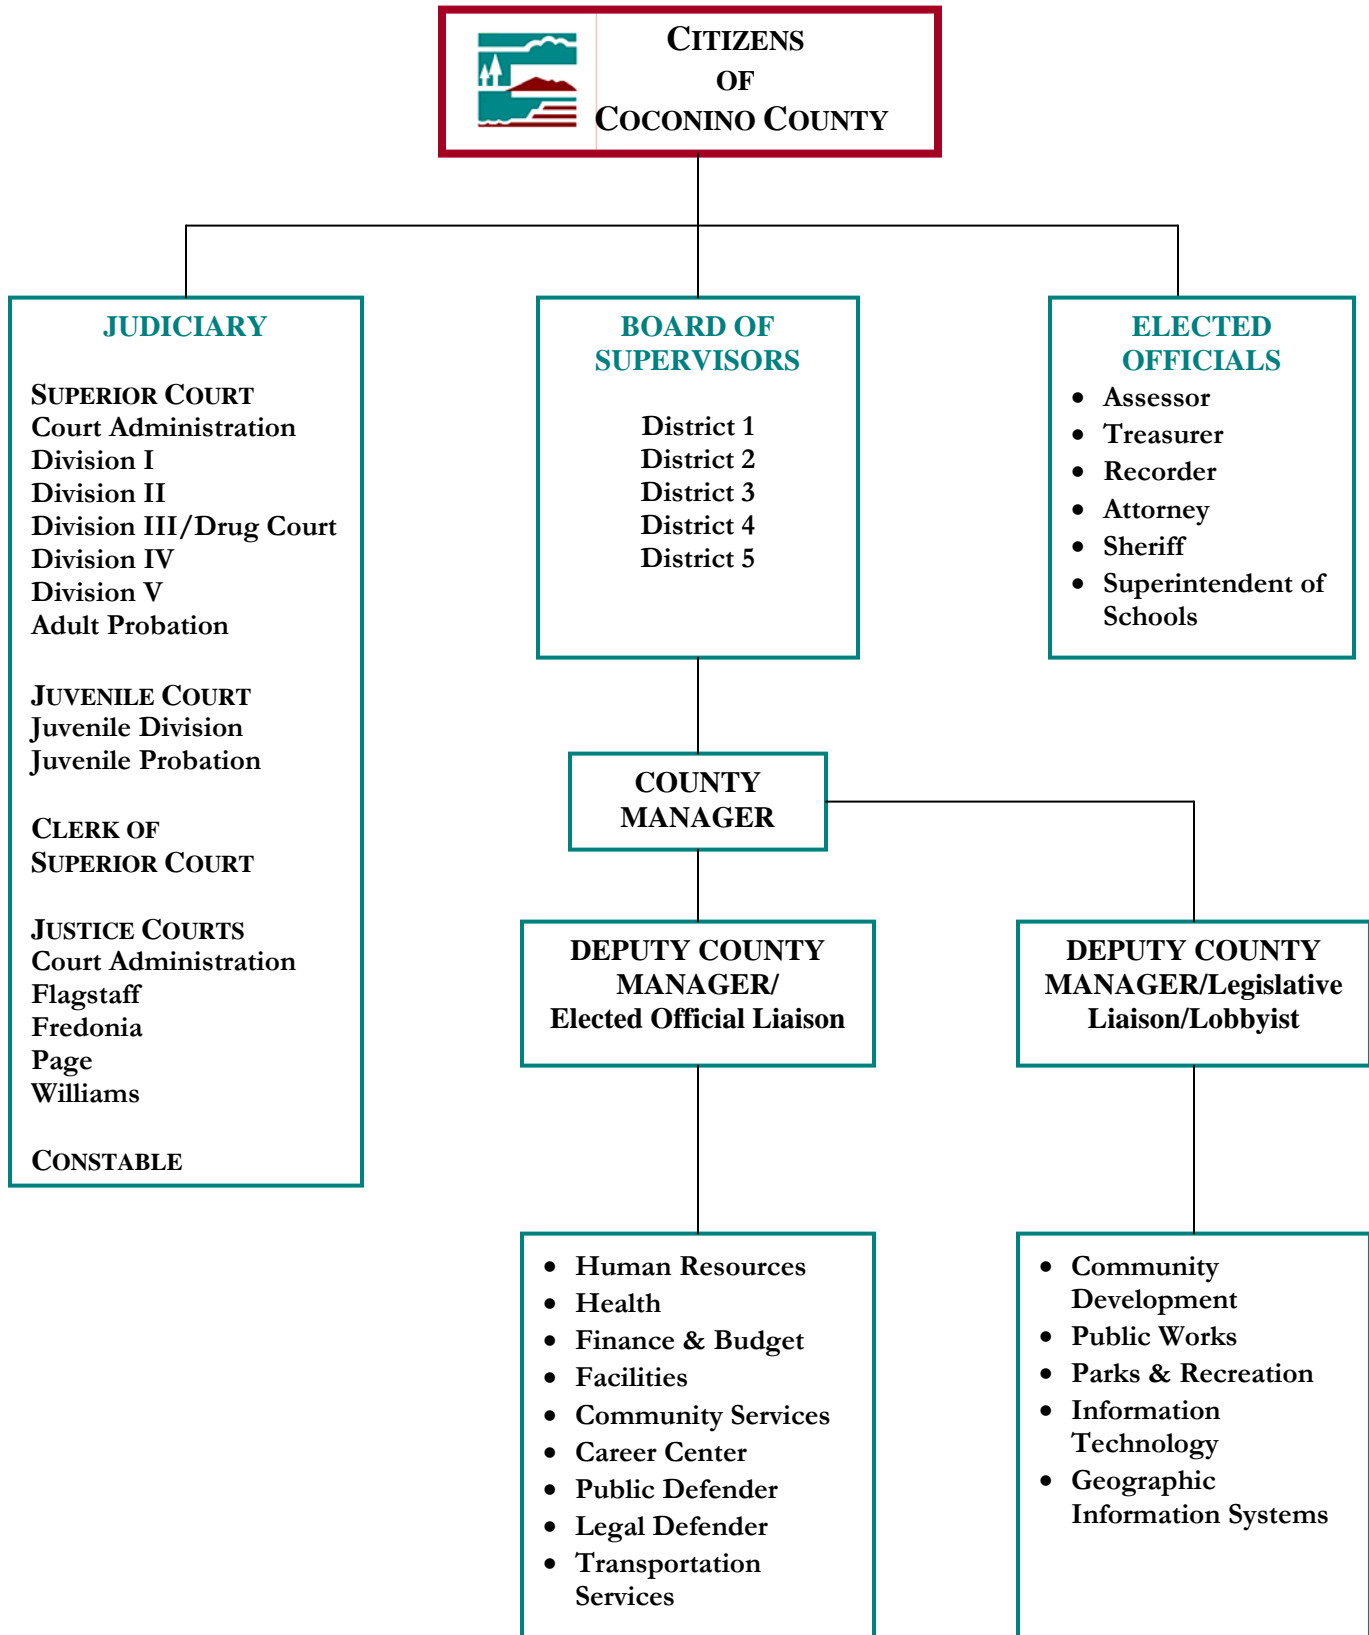 CITIZENS
OF
COCONINO COUNTY
JUDICIARY
SUPERIOR COURT
Court Administration
Division I
Division II
Division III/Drug Court
Division IV
Division V
Adult Probation
JUVENILE COURT
Juvenile Division
Juvenile Probation
CLERK OF
SUPERIOR COURT
JUSTICE COURTS
Court Administration
Flagstaff
Fredonia
Page
Williams
CONSTABLE
BOARD OF
SUPERVISORS
District 1
District 2
District 3
District 4
District 5
ELECTED
OFFICIALS
• Assessor
• Treasurer
• Recorder
• Attorney
• Sheriff
• Superintendent of
Schools
COUNTY
MANAGER
DEPUTY COUNTY
MANAGER/
Elected Official Liaison
DEPUTY COUNTY
MANAGER/Legislative
Liaison/Lobbyist
• Human Resources
• Health
• Finance & Budget
• Facilities
• Community Services
• Career Center
• Public Defender
• Legal Defender
• Transportation
Services
• Community
Development
• Public Works
• Parks & Recreation
• Information
Technology
• Geographic
Information Systems